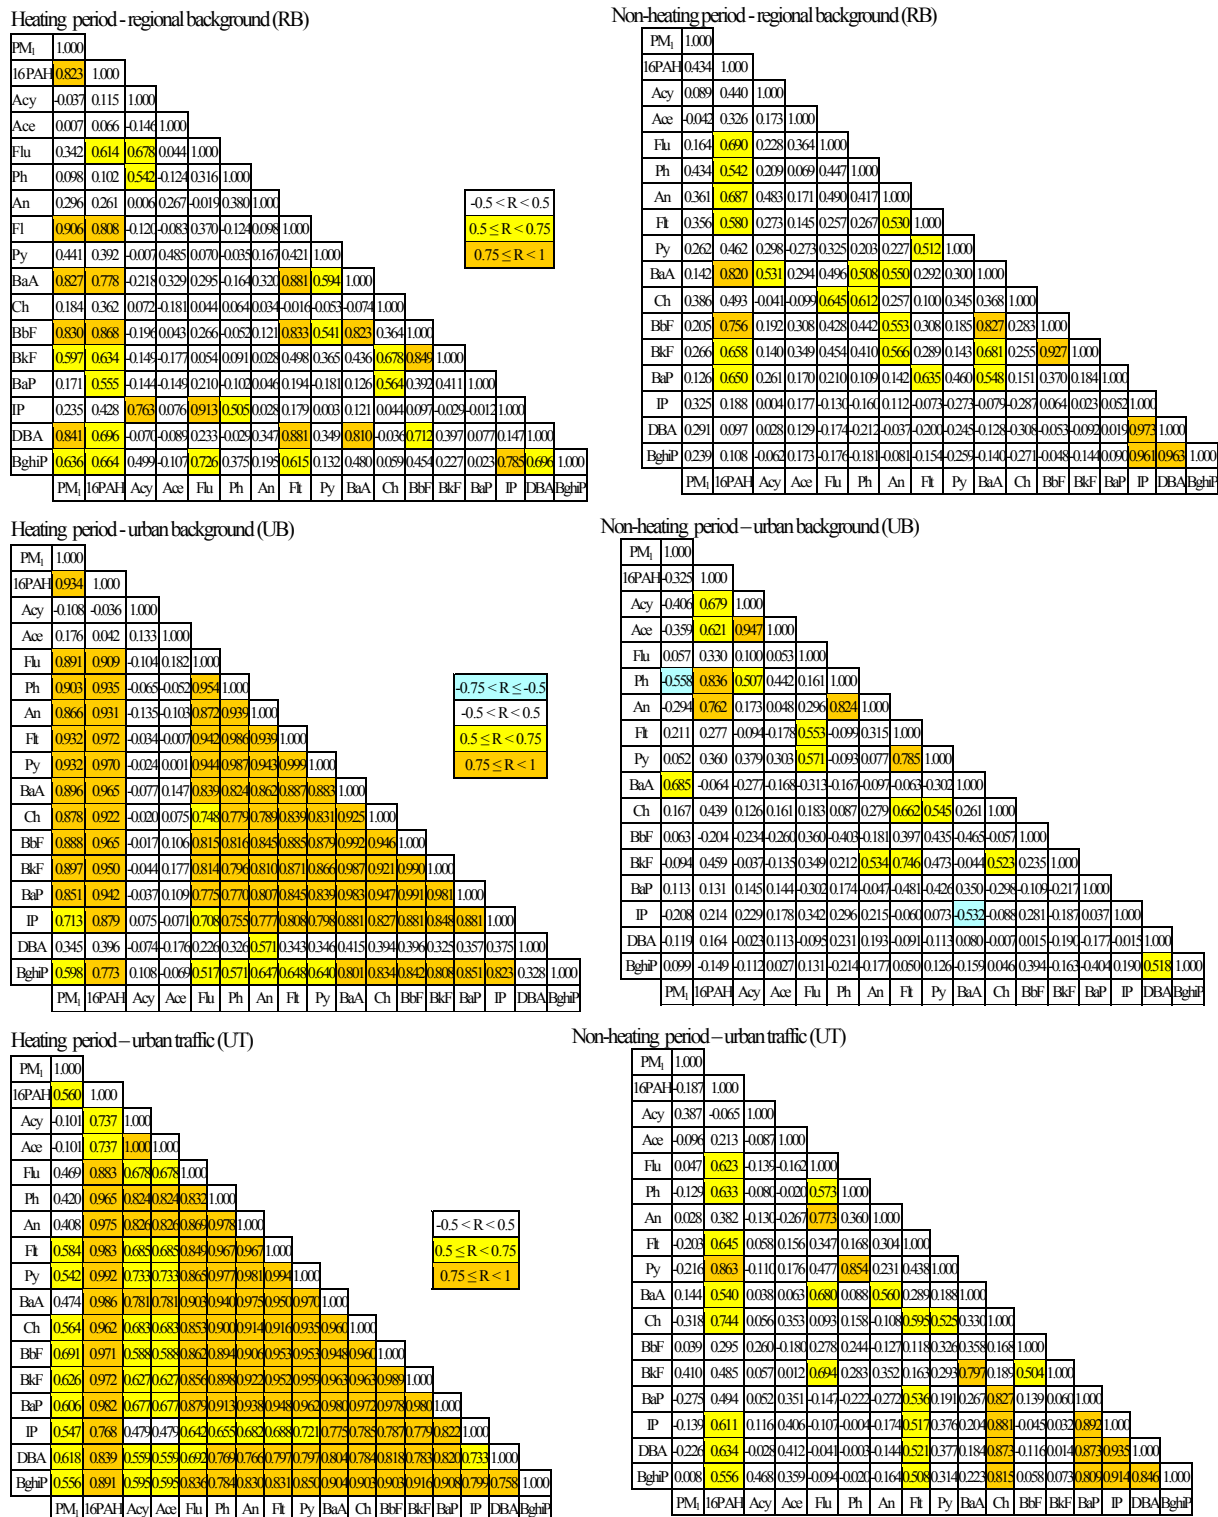 Heating period - regional background (RB)
PM1 1.000
16PAH 0.823 1.000
Acy -0.037 0.115 1.000
Ace 0.007 0.066 -0.146 1.000
Flu 0.342 0.614 0.678 0.044 1.000
Ph 0.098 0.102 0.542 -0.124 0.316 1.000
An 0.296 0.261 0.006 0.267 -0.019 0.380 1.000
Fl 0.906 0.808 -0.120 -0.083 0.370 -0.124 0.098 1.000
Py 0.441 0.392 -0.007 0.485 0.070 -0.035 0.167 0.421 1.000
BaA 0.827 0.778 -0.218 0.329 0.295 -0.164 0.320 0.881 0.594 1.000
Ch 0.184 0.362 0.072 -0.181 0.044 0.064 0.034 -0.016 -0.053 -0.074 1.000
BbF 0.830 0.868 -0.196 0.043 0.266 -0.052 0.121 0.833 0.541 0.823 0.364 1.000
BkF 0.597 0.634 -0.149 -0.177 0.054 0.091 0.028 0.498 0.365 0.436 0.678 0.849 1.000
BaP 0.171 0.555 -0.144 -0.149 0.210 -0.102 0.046 0.194 -0.181 0.126 0.564 0.392 0.411 1.000
IP 0.235 0.428 0.763 0.076 0.913 0.505 0.028 0.179 0.003 0.121 0.044 0.097 -0.029 -0.012 1.000
DBA 0.841 0.696 -0.070 -0.089 0.233 -0.029 0.347 0.881 0.349 0.810 -0.036 0.712 0.397 0.077 0.147 1.000
BghiP 0.636 0.664 0.499 -0.107 0.726 0.375 0.195 0.615 0.132 0.480 0.059 0.454 0.227 0.023 0.785 0.696 1.000
PM1 16PAH Acy Ace Flu Ph An Flt Py BaA Ch BbF BkF BaP IP DBA BghiP
-0.5 < R < 0.5
0.5 ≤ R < 0.75
0.75 ≤ R < 1
Non-heating period - regional background (RB)
PM1 1.000
16PAH 0.434 1.000
Acy 0.089 0.440 1.000
Ace -0.042 0.326 0.173 1.000
Flu 0.164 0.690 0.228 0.364 1.000
Ph 0.434 0.542 0.209 0.069 0.447 1.000
An 0.361 0.687 0.483 0.171 0.490 0.417 1.000
Flt 0.356 0.580 0.273 0.145 0.257 0.267 0.530 1.000
Py 0.262 0.462 0.298 -0.273 0.325 0.203 0.227 0.512 1.000
BaA 0.142 0.820 0.531 0.294 0.496 0.508 0.550 0.292 0.300 1.000
Ch 0.386 0.493 -0.041 -0.099 0.645 0.612 0.257 0.100 0.345 0.368 1.000
BbF 0.205 0.756 0.192 0.308 0.428 0.442 0.553 0.308 0.185 0.827 0.283 1.000
BkF 0.266 0.658 0.140 0.349 0.454 0.410 0.566 0.289 0.143 0.681 0.255 0.927 1.000
BaP 0.126 0.650 0.261 0.170 0.210 0.109 0.142 0.635 0.460 0.548 0.151 0.370 0.184 1.000
IP 0.325 0.188 0.004 0.177 -0.130 -0.160 0.112 -0.073 -0.273 -0.079 -0.287 0.064 0.023 0.052 1.000
DBA 0.291 0.097 0.028 0.129 -0.174 -0.212 -0.037 -0.200 -0.245 -0.128 -0.308 -0.053 -0.092 0.019 0.973 1.000
BghiP 0.239 0.108 -0.062 0.173 -0.176 -0.181 -0.081 -0.154 -0.259 -0.140 -0.271 -0.048 -0.144 0.090 0.961 0.963 1.000
PM1 16PAH Acy Ace Flu Ph An Flt Py BaA Ch BbF BkF BaP IP DBA BghiP
Heating period - urban background (UB)
PM1 1.000
16PAH 0.934 1.000
Acy -0.108 -0.036 1.000
Ace 0.176 0.042 0.133 1.000
Flu 0.891 0.909 -0.104 0.182 1.000
Ph 0.903 0.935 -0.065 -0.052 0.954 1.000
An 0.866 0.931 -0.135 -0.103 0.872 0.939 1.000
Flt 0.932 0.972 -0.034 -0.007 0.942 0.986 0.939 1.000
Py 0.932 0.970 -0.024 0.001 0.944 0.987 0.943 0.999 1.000
BaA 0.896 0.965 -0.077 0.147 0.839 0.824 0.862 0.887 0.883 1.000
Ch 0.878 0.922 -0.020 0.075 0.748 0.779 0.789 0.839 0.831 0.925 1.000
BbF 0.888 0.965 -0.017 0.106 0.815 0.816 0.845 0.885 0.879 0.992 0.946 1.000
BkF 0.897 0.950 -0.044 0.177 0.814 0.796 0.810 0.871 0.866 0.987 0.921 0.990 1.000
BaP 0.851 0.942 -0.037 0.109 0.775 0.770 0.807 0.845 0.839 0.983 0.947 0.991 0.981 1.000
IP 0.713 0.879 0.075 -0.071 0.708 0.755 0.777 0.808 0.798 0.881 0.827 0.881 0.848 0.881 1.000
DBA 0.345 0.396 -0.074 -0.176 0.226 0.326 0.571 0.343 0.346 0.415 0.394 0.396 0.325 0.357 0.375 1.000
BghiP 0.598 0.773 0.108 -0.069 0.517 0.571 0.647 0.648 0.640 0.801 0.834 0.842 0.808 0.851 0.823 0.328 1.000
PM1 16PAH Acy Ace Flu Ph An Flt Py BaA Ch BbF BkF BaP IP DBA BghiP
-0.75 < R ≤ -0.5
-0.5 < R < 0.5
0.5 ≤ R < 0.75
0.75 ≤ R < 1
Non-heating period – urban background (UB)
PM1 1.000
16PAH -0.325 1.000
Acy -0.406 0.679 1.000
Ace -0.359 0.621 0.947 1.000
Flu 0.057 0.330 0.100 0.053 1.000
Ph -0.558 0.836 0.507 0.442 0.161 1.000
An -0.294 0.762 0.173 0.048 0.296 0.824 1.000
Flt 0.211 0.277 -0.094 -0.178 0.553 -0.099 0.315 1.000
Py 0.052 0.360 0.379 0.303 0.571 -0.093 0.077 0.785 1.000
BaA 0.685 -0.064 -0.277 -0.168 -0.313 -0.167 -0.097 -0.063 -0.302 1.000
Ch 0.167 0.439 0.126 0.161 0.183 0.087 0.279 0.662 0.545 0.261 1.000
BbF 0.063 -0.204 -0.234 -0.260 0.360 -0.403 -0.181 0.397 0.435 -0.465 -0.057 1.000
BkF -0.094 0.459 -0.037 -0.135 0.349 0.212 0.534 0.746 0.473 -0.044 0.523 0.235 1.000
BaP 0.113 0.131 0.145 0.144 -0.302 0.174 -0.047 -0.481 -0.426 0.350 -0.298 -0.109 -0.217 1.000
IP -0.208 0.214 0.229 0.178 0.342 0.296 0.215 -0.060 0.073 -0.532 -0.088 0.281 -0.187 0.037 1.000
DBA -0.119 0.164 -0.023 0.113 -0.095 0.231 0.193 -0.091 -0.113 0.080 -0.007 0.015 -0.190 -0.177 -0.015 1.000
BghiP 0.099 -0.149 -0.112 0.027 0.131 -0.214 -0.177 0.050 0.126 -0.159 0.046 0.394 -0.163 -0.404 0.190 0.518 1.000
PM1 16PAH Acy Ace Flu Ph An Flt Py BaA Ch BbF BkF BaP IP DBA BghiP
Heating period – urban traffic (UT)
PM1 1.000
16PAH 0.560 1.000
Acy -0.101 0.737 1.000
Ace -0.101 0.737 1.000 1.000
Flu 0.469 0.883 0.678 0.678 1.000
Ph 0.420 0.965 0.824 0.824 0.832 1.000
An 0.408 0.975 0.826 0.826 0.869 0.978 1.000
Flt 0.584 0.983 0.685 0.685 0.849 0.967 0.967 1.000
Py 0.542 0.992 0.733 0.733 0.865 0.977 0.981 0.994 1.000
BaA 0.474 0.986 0.781 0.781 0.903 0.940 0.975 0.950 0.970 1.000
Ch 0.564 0.962 0.683 0.683 0.853 0.900 0.914 0.916 0.935 0.960 1.000
BbF 0.691 0.971 0.588 0.588 0.862 0.894 0.906 0.953 0.953 0.948 0.960 1.000
BkF 0.626 0.972 0.627 0.627 0.856 0.898 0.922 0.952 0.959 0.963 0.963 0.989 1.000
BaP 0.606 0.982 0.677 0.677 0.879 0.913 0.938 0.948 0.962 0.980 0.972 0.978 0.980 1.000
IP 0.547 0.768 0.479 0.479 0.642 0.655 0.682 0.688 0.721 0.775 0.785 0.787 0.779 0.822 1.000
DBA 0.618 0.839 0.559 0.559 0.692 0.769 0.766 0.797 0.797 0.804 0.784 0.818 0.783 0.820 0.733 1.000
BghiP 0.556 0.891 0.595 0.595 0.836 0.784 0.830 0.831 0.850 0.904 0.903 0.903 0.916 0.908 0.799 0.758 1.000
PM1 16PAH Acy Ace Flu Ph An Flt Py BaA Ch BbF BkF BaP IP DBA BghiP
-0.5 < R < 0.5
0.5 ≤ R < 0.75
0.75 ≤ R < 1
Non-heating period – urban traffic (UT)
PM1 1.000
16PAH -0.187 1.000
Acy 0.387 -0.065 1.000
Ace -0.096 0.213 -0.087 1.000
Flu 0.047 0.623 -0.139 -0.162 1.000
Ph -0.129 0.633 -0.080 -0.020 0.573 1.000
An 0.028 0.382 -0.130 -0.267 0.773 0.360 1.000
Flt -0.203 0.645 0.058 0.156 0.347 0.168 0.304 1.000
Py -0.216 0.863 -0.110 0.176 0.477 0.854 0.231 0.438 1.000
BaA 0.144 0.540 0.038 0.063 0.680 0.088 0.560 0.289 0.188 1.000
Ch -0.318 0.744 0.056 0.353 0.093 0.158 -0.108 0.595 0.525 0.330 1.000
BbF 0.039 0.295 0.260 -0.180 0.278 0.244 -0.127 0.118 0.326 0.358 0.168 1.000
BkF 0.410 0.485 0.057 0.012 0.694 0.283 0.352 0.163 0.293 0.797 0.189 0.504 1.000
BaP -0.275 0.494 0.052 0.351 -0.147 -0.222 -0.272 0.536 0.191 0.267 0.827 0.139 0.060 1.000
IP -0.139 0.611 0.116 0.406 -0.107 -0.004 -0.174 0.517 0.376 0.204 0.881 -0.045 0.032 0.892 1.000
DBA -0.226 0.634 -0.028 0.412 -0.041 -0.003 -0.144 0.521 0.377 0.184 0.873 -0.116 0.014 0.873 0.935 1.000
BghiP 0.008 0.556 0.468 0.359 -0.094 -0.020 -0.164 0.508 0.314 0.223 0.815 0.058 0.073 0.809 0.914 0.846 1.000
PM1 16PAH Acy Ace Flu Ph An Flt Py BaA Ch BbF BkF BaP IP DBA BghiP